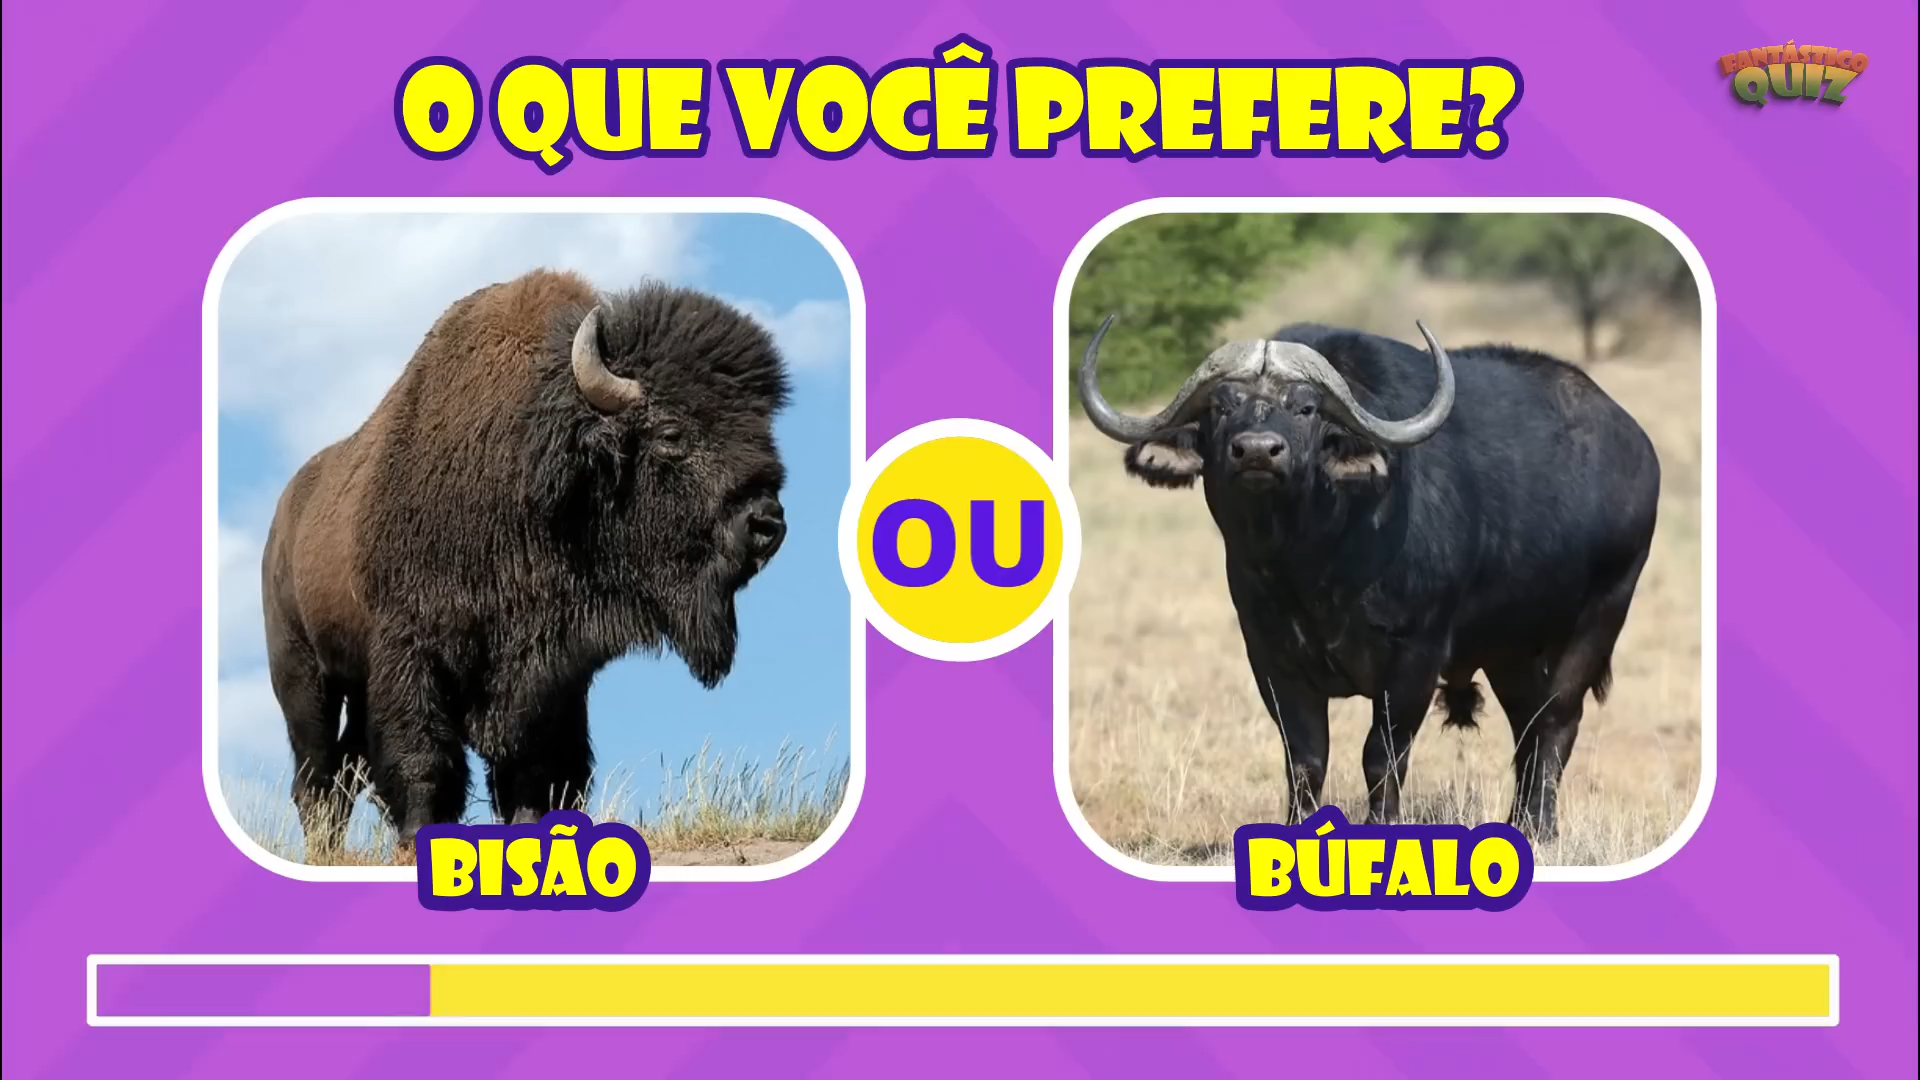 O QUE VOCÊ PREFERE?
FANTÁSTICO
QUIZ
OU
BISÃO
BÚFALO